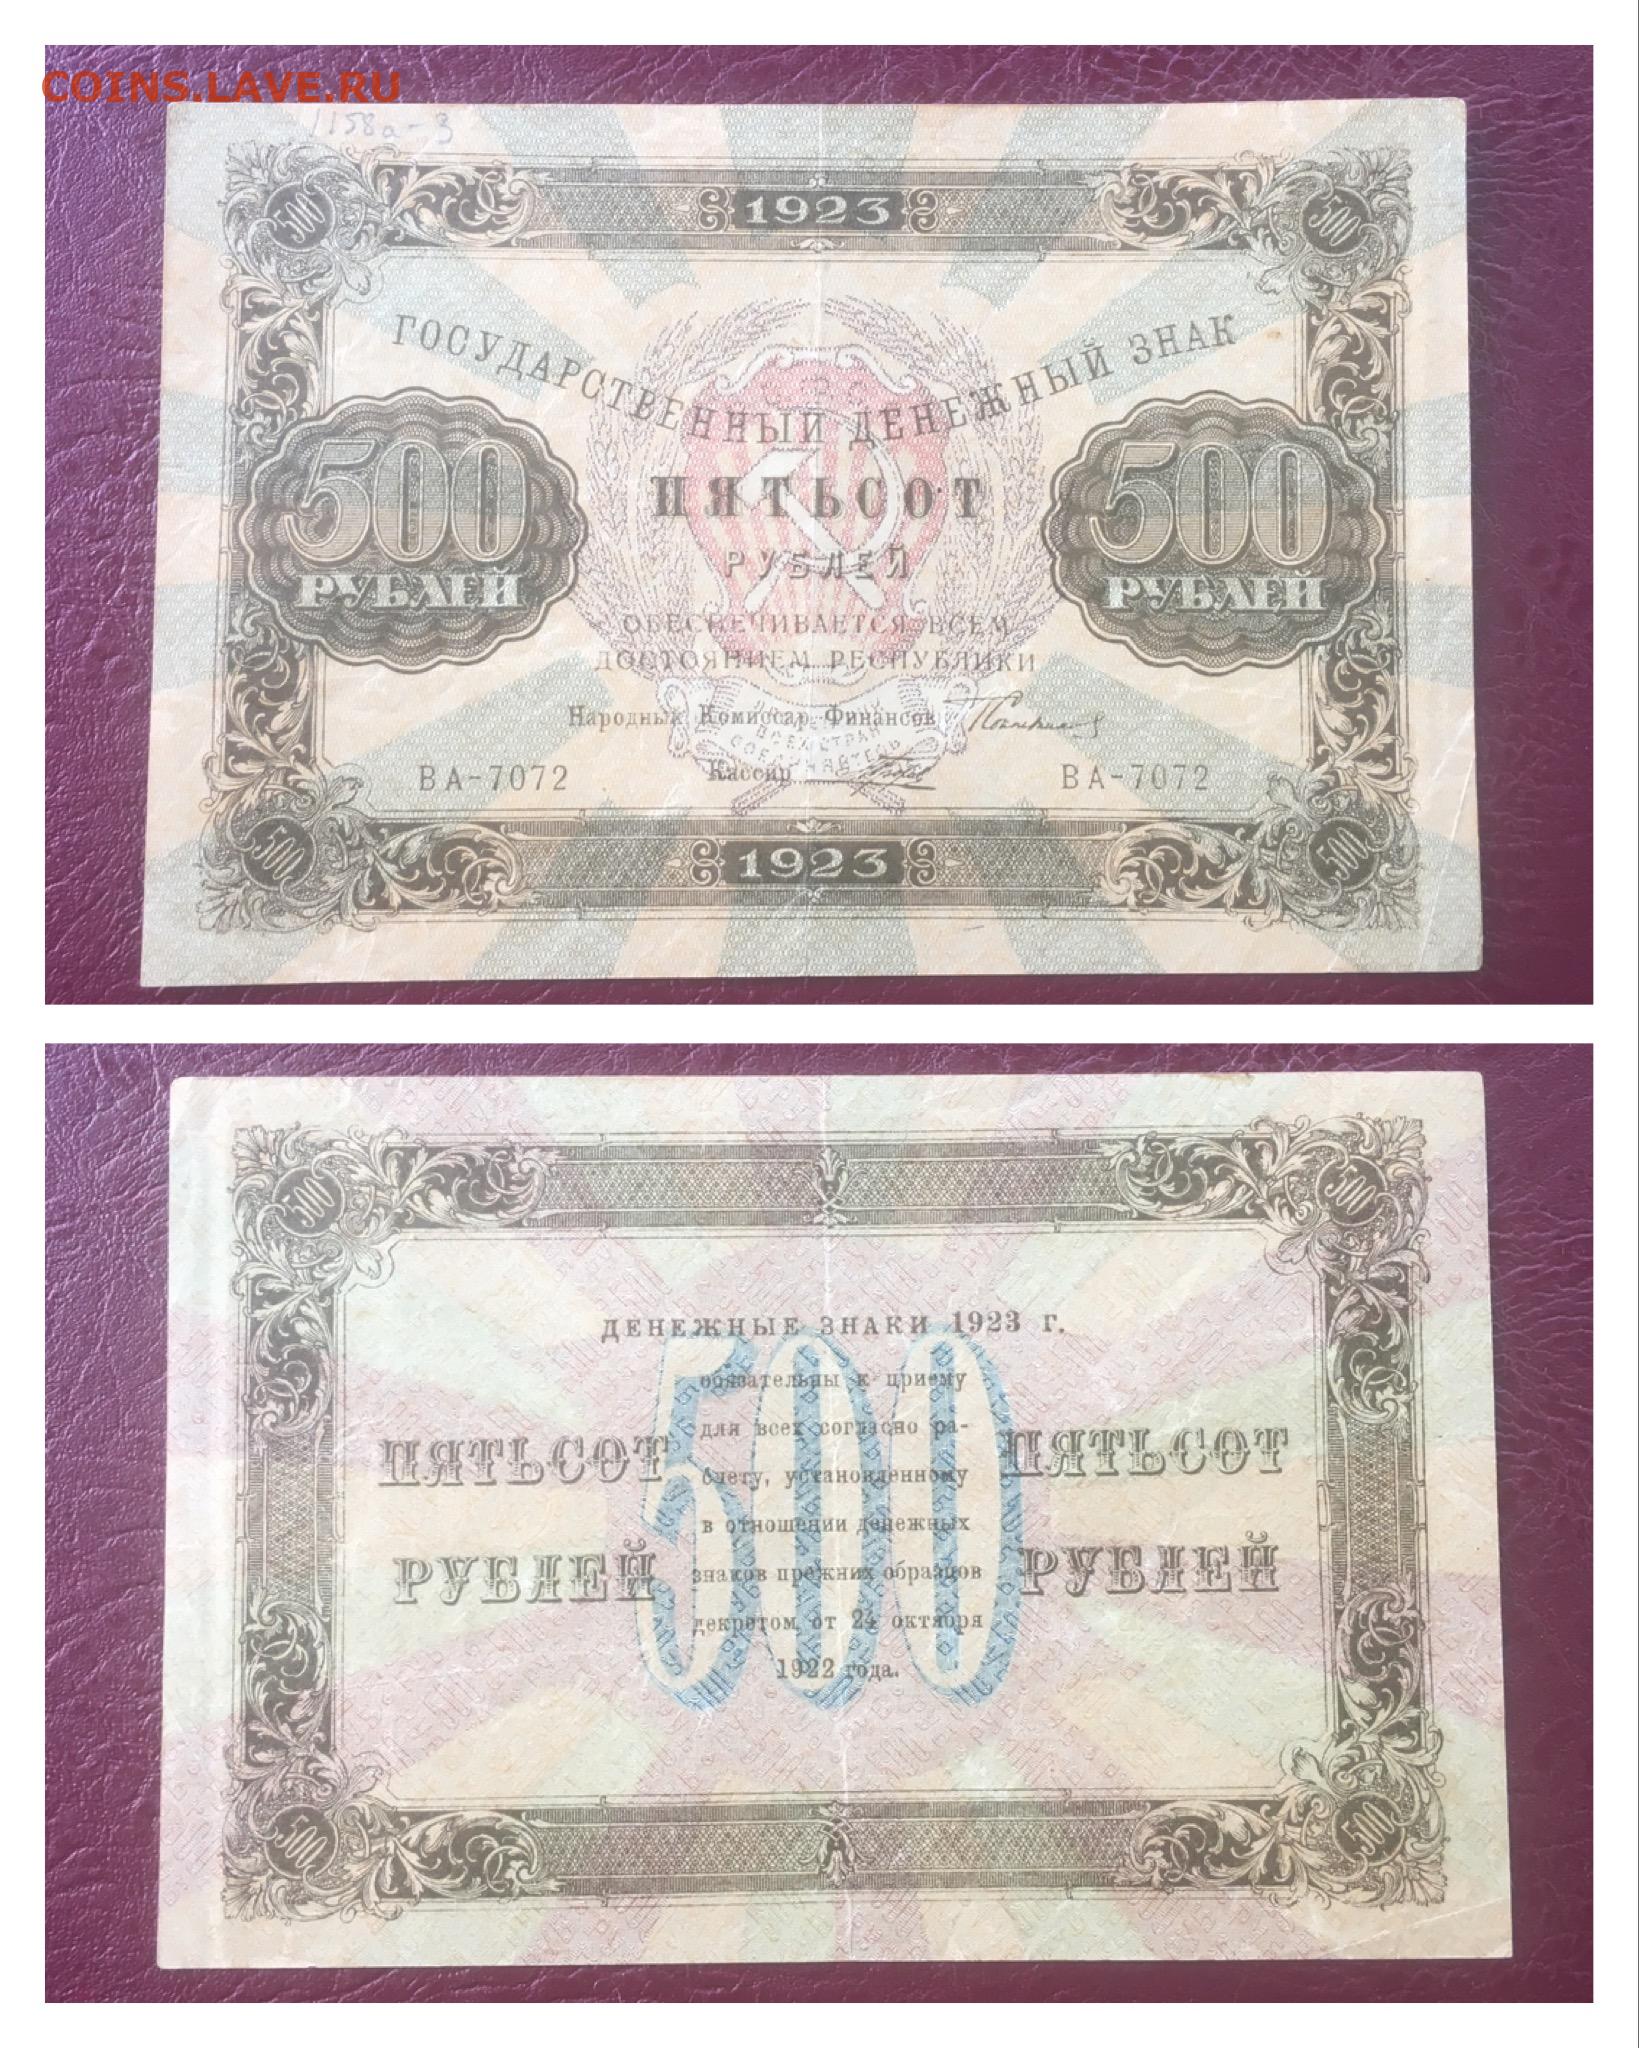 COINS.LAVE.RU
1158а-3
1923
500
500
ГОСУДАРСТВЕННЫЙ ДЕНЕЖНЫЙ ЗНАК
500
РУБЛЕЙ
ПЯТЬСОТ
РУБЛЕЙ
500
РУБЛЕЙ
ОБЕСПЕЧИВАЕТСЯ ВСЕМ
ДОСТОЯНИЕМ РЕСПУБЛИКИ
Народный Комиссар Финансов
ВСЕХ СТРАН
СОЕДИНЯЙТЕСЬ
ВА-7072
Кассир
ВА-7072
500
1923
500
500
500
ДЕНЕЖНЫЕ ЗНАКИ 1923 г.
500
обязательны к приему
для всех согласно ра-
счету, установленному
в отношении денежных
знаков прежних образцов
декретом от 24 октября
1922 года.
ПЯТЬСОТ
РУБЛЕЙ
ПЯТЬСОТ
РУБЛЕЙ
500
500